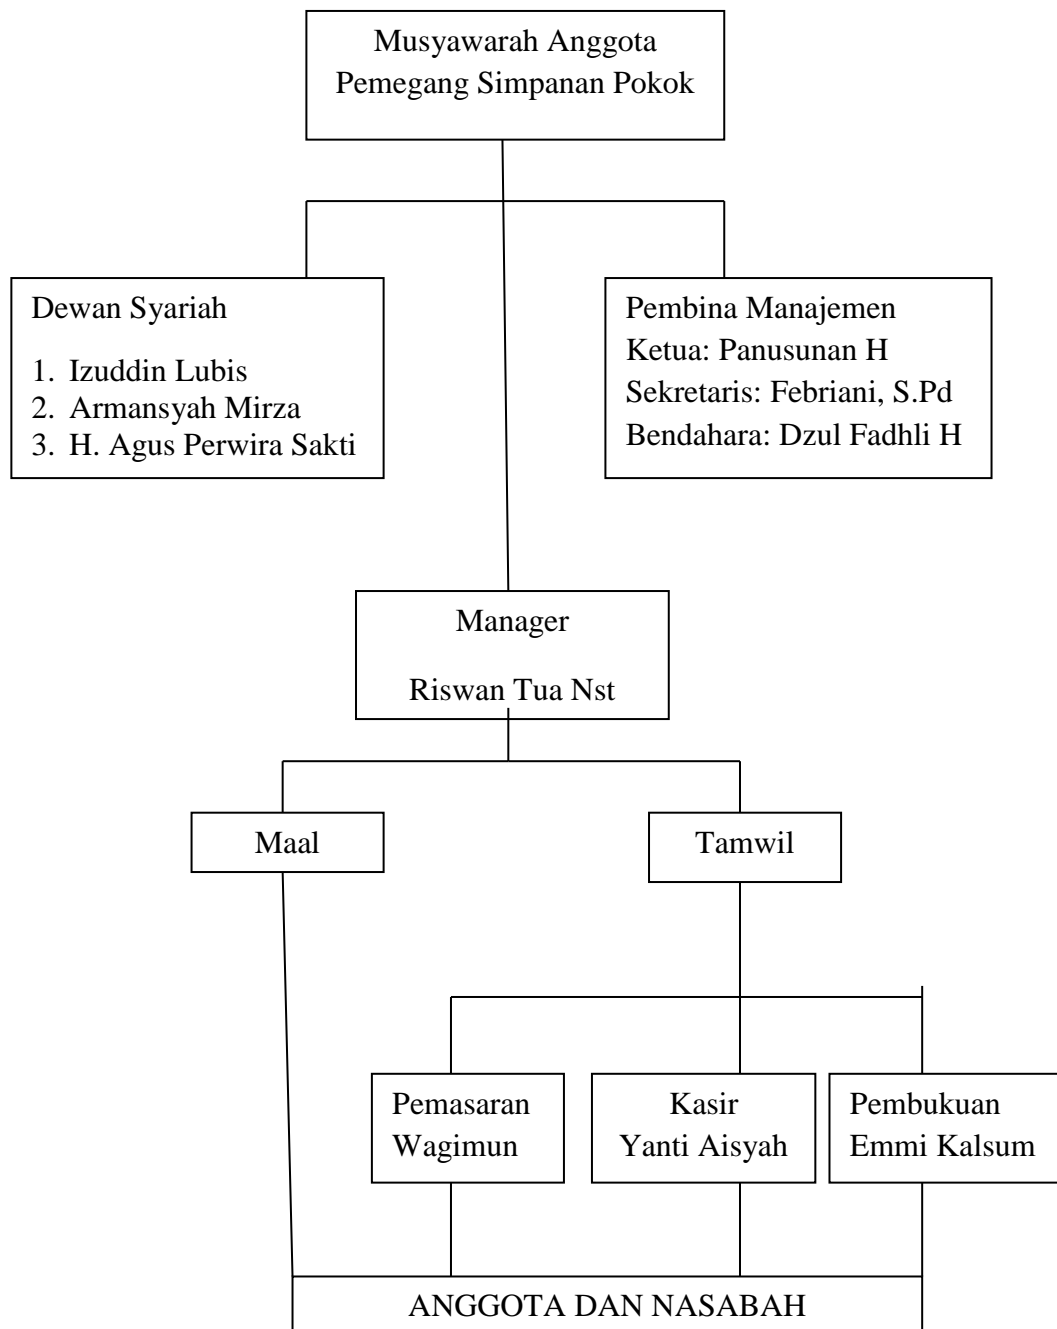 Musyawarah Anggota
Pemegang Simpanan Pokok
Dewan Syariah
1. Izuddin Lubis
2. Armansyah Mirza
3. H. Agus Perwira Sakti
Pembina Manajemen
Ketua: Panusunan H
Sekretaris: Febriani, S.Pd
Bendahara: Dzul Fadhli H
Manager
Riswan Tua Nst
Maal
Tamwil
Pemasaran
Wagimun
Kasir
Yanti Aisyah
Pembukuan
Emmi Kalsum
ANGGOTA DAN NASABAH